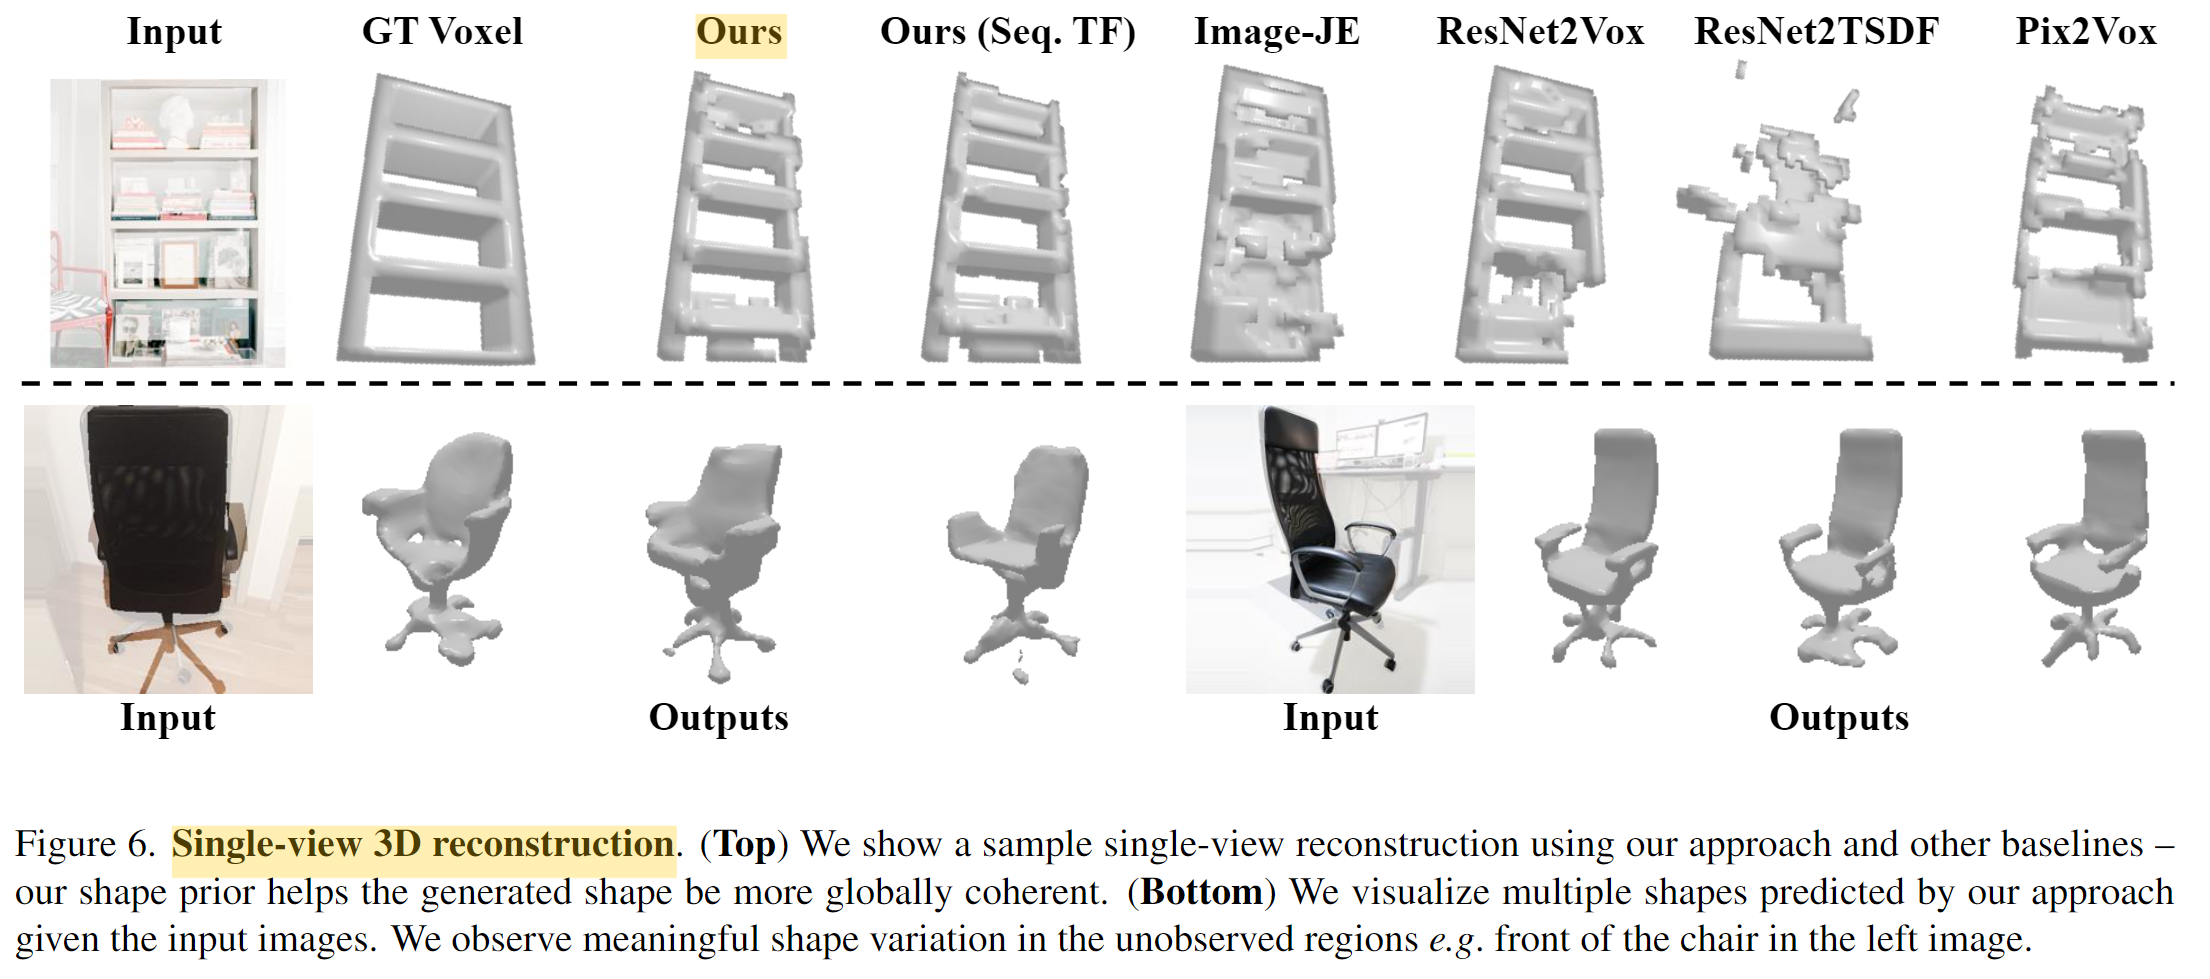 Input GT Voxel Ours Ours (Seq. TF) Image-JE ResNet2Vox ResNet2TSDF Pix2Vox
Input Outputs Input Outputs
Figure 6. Single-view 3D reconstruction. (Top) We show a sample single-view reconstruction using our approach and other baselines –
our shape prior helps the generated shape be more globally coherent. (Bottom) We visualize multiple shapes predicted by our approach
given the input images. We observe meaningful shape variation in the unobserved regions e.g. front of the chair in the left image.